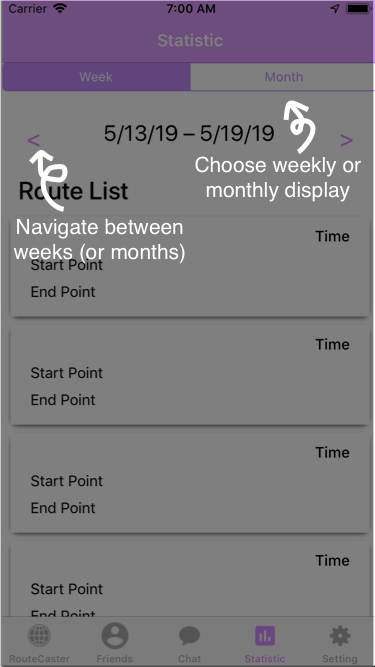 Carrier 7:00 AM
Statistic
Week Month
< 5/13/19 – 5/19/19 >
Choose weekly or
monthly display
Route List
Navigate between
weeks (or months)
Time
Start Point
End Point
Time
Start Point
End Point
Time
Start Point
End Point
Time
Start Point
End Point
RouteCaster Friends Chat Statistic Setting